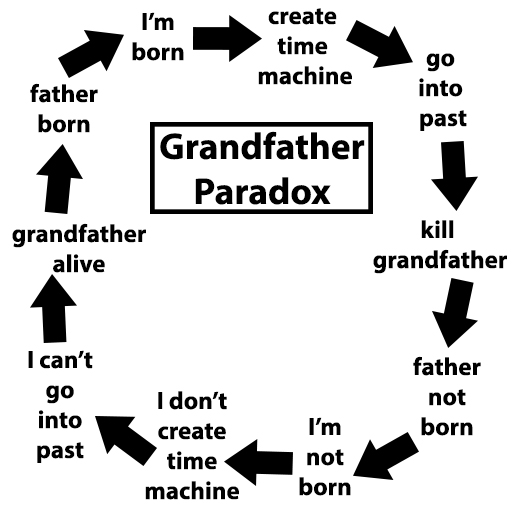 Grandfather
Paradox
I'm
born
create
time
machine
go
into
past
kill
grandfather
father
not
born
I'm
not
born
I don't
create
time
machine
I can't
go
into
past
grandfather
alive
father
born